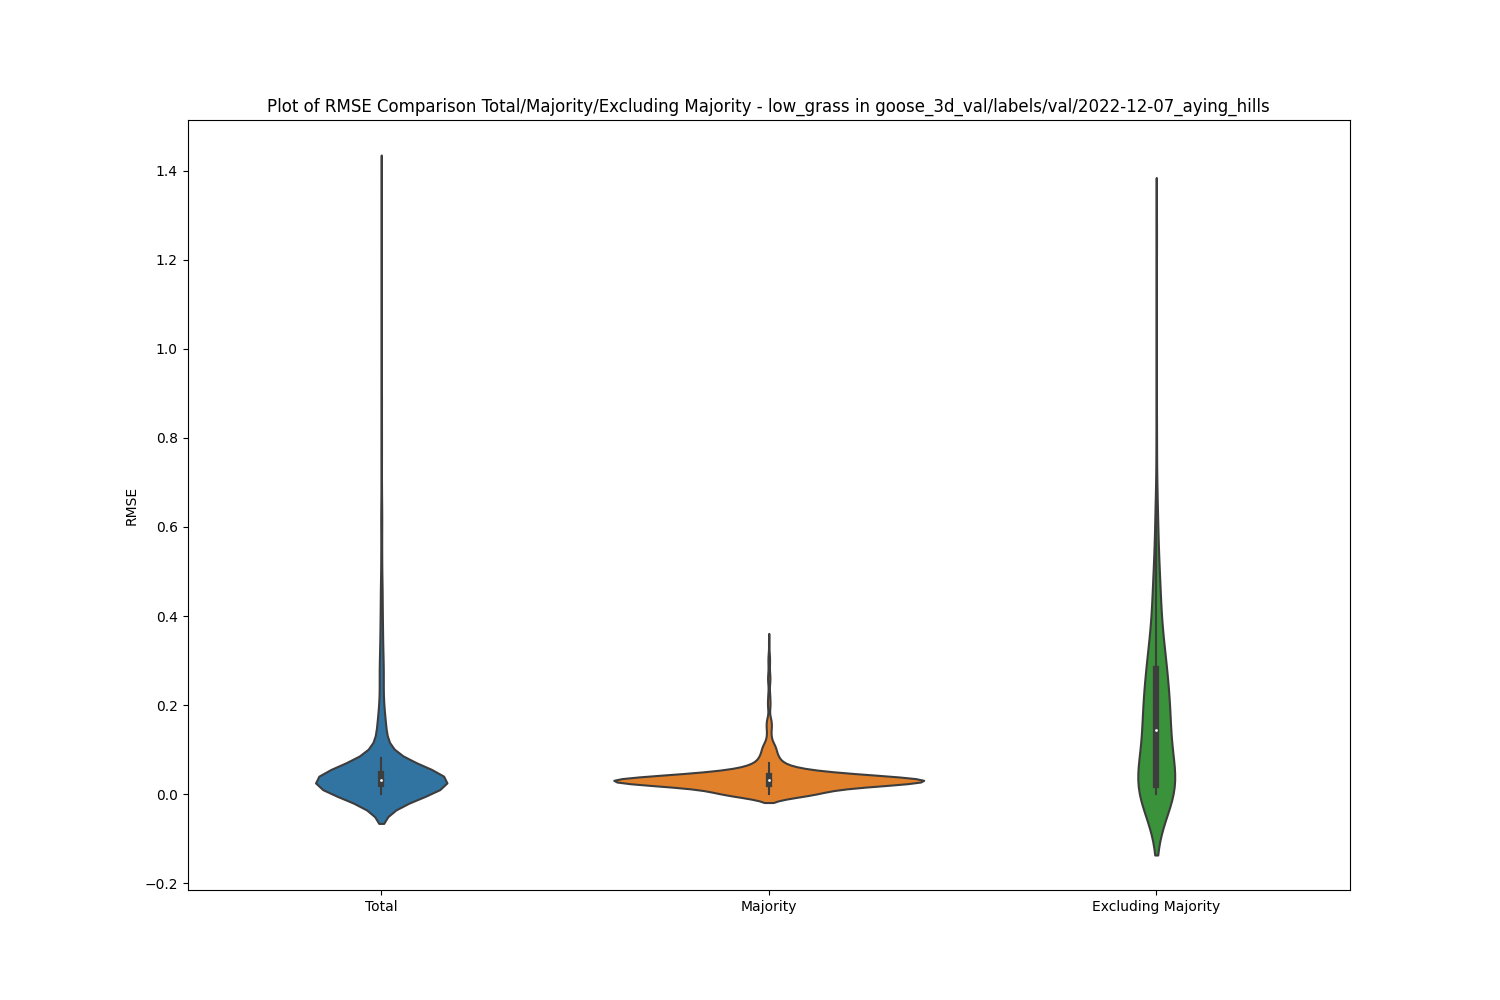 Plot of RMSE Comparison Total/Majority/Excluding Majority - low_grass in goose_3d_val/labels/val/2022-12-07_aying_hills
1.4
1.2
1.0
0.8
0.6
0.4
0.2
0.0
−0.2
RMSE
Total
Majority
Excluding Majority